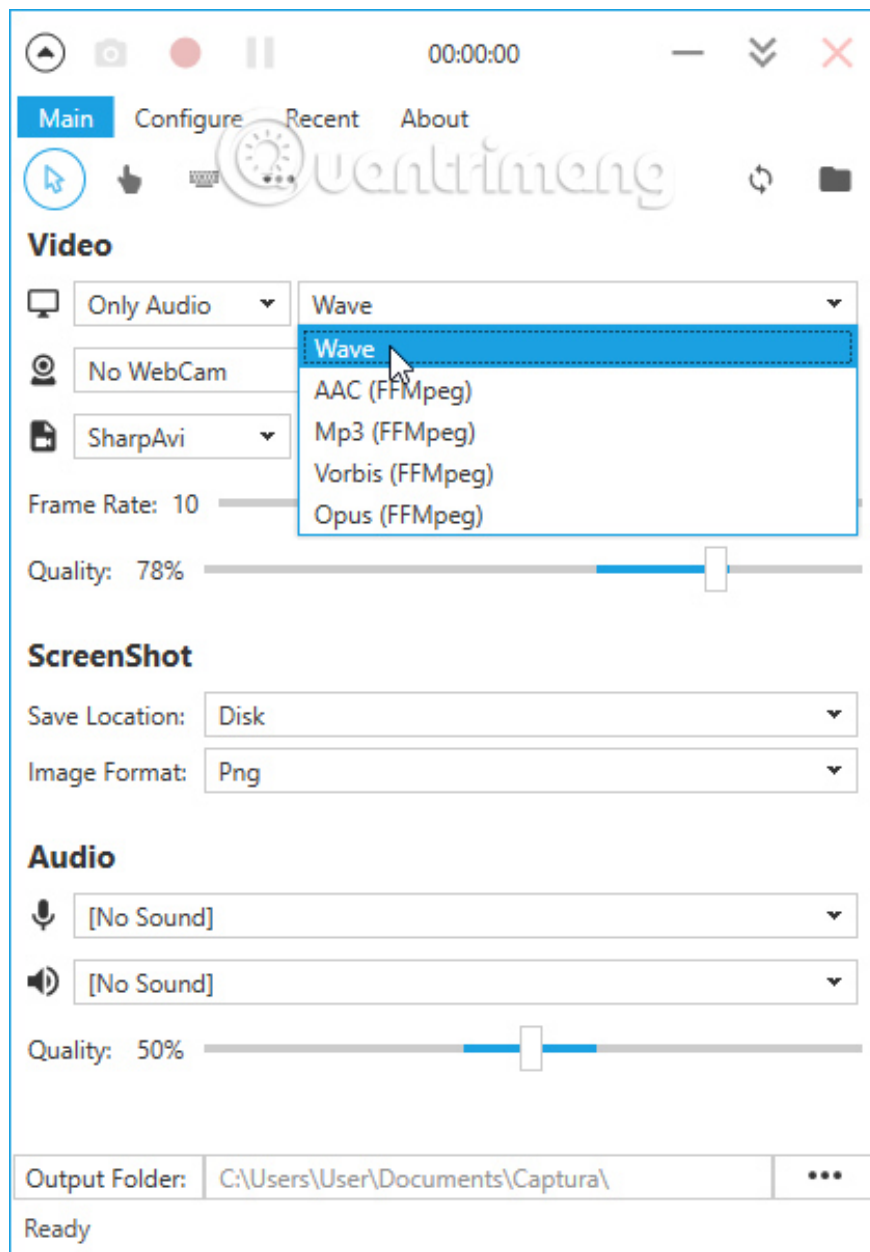 00:00:00
Main Configure Recent About
Quantrimang
Video
Only Audio Wave
Wave
No WebCam
AAC (FFMpeg)
Mp3 (FFMpeg)
SharpAvi
Vorbis (FFMpeg)
Frame Rate: 10
Opus (FFMpeg)
Quality: 78%
ScreenShot
Save Location: Disk
Image Format: Png
Audio
[No Sound]
[No Sound]
Quality: 50%
Output Folder: C:\Users\User\Documents\Captura\ •••
Ready